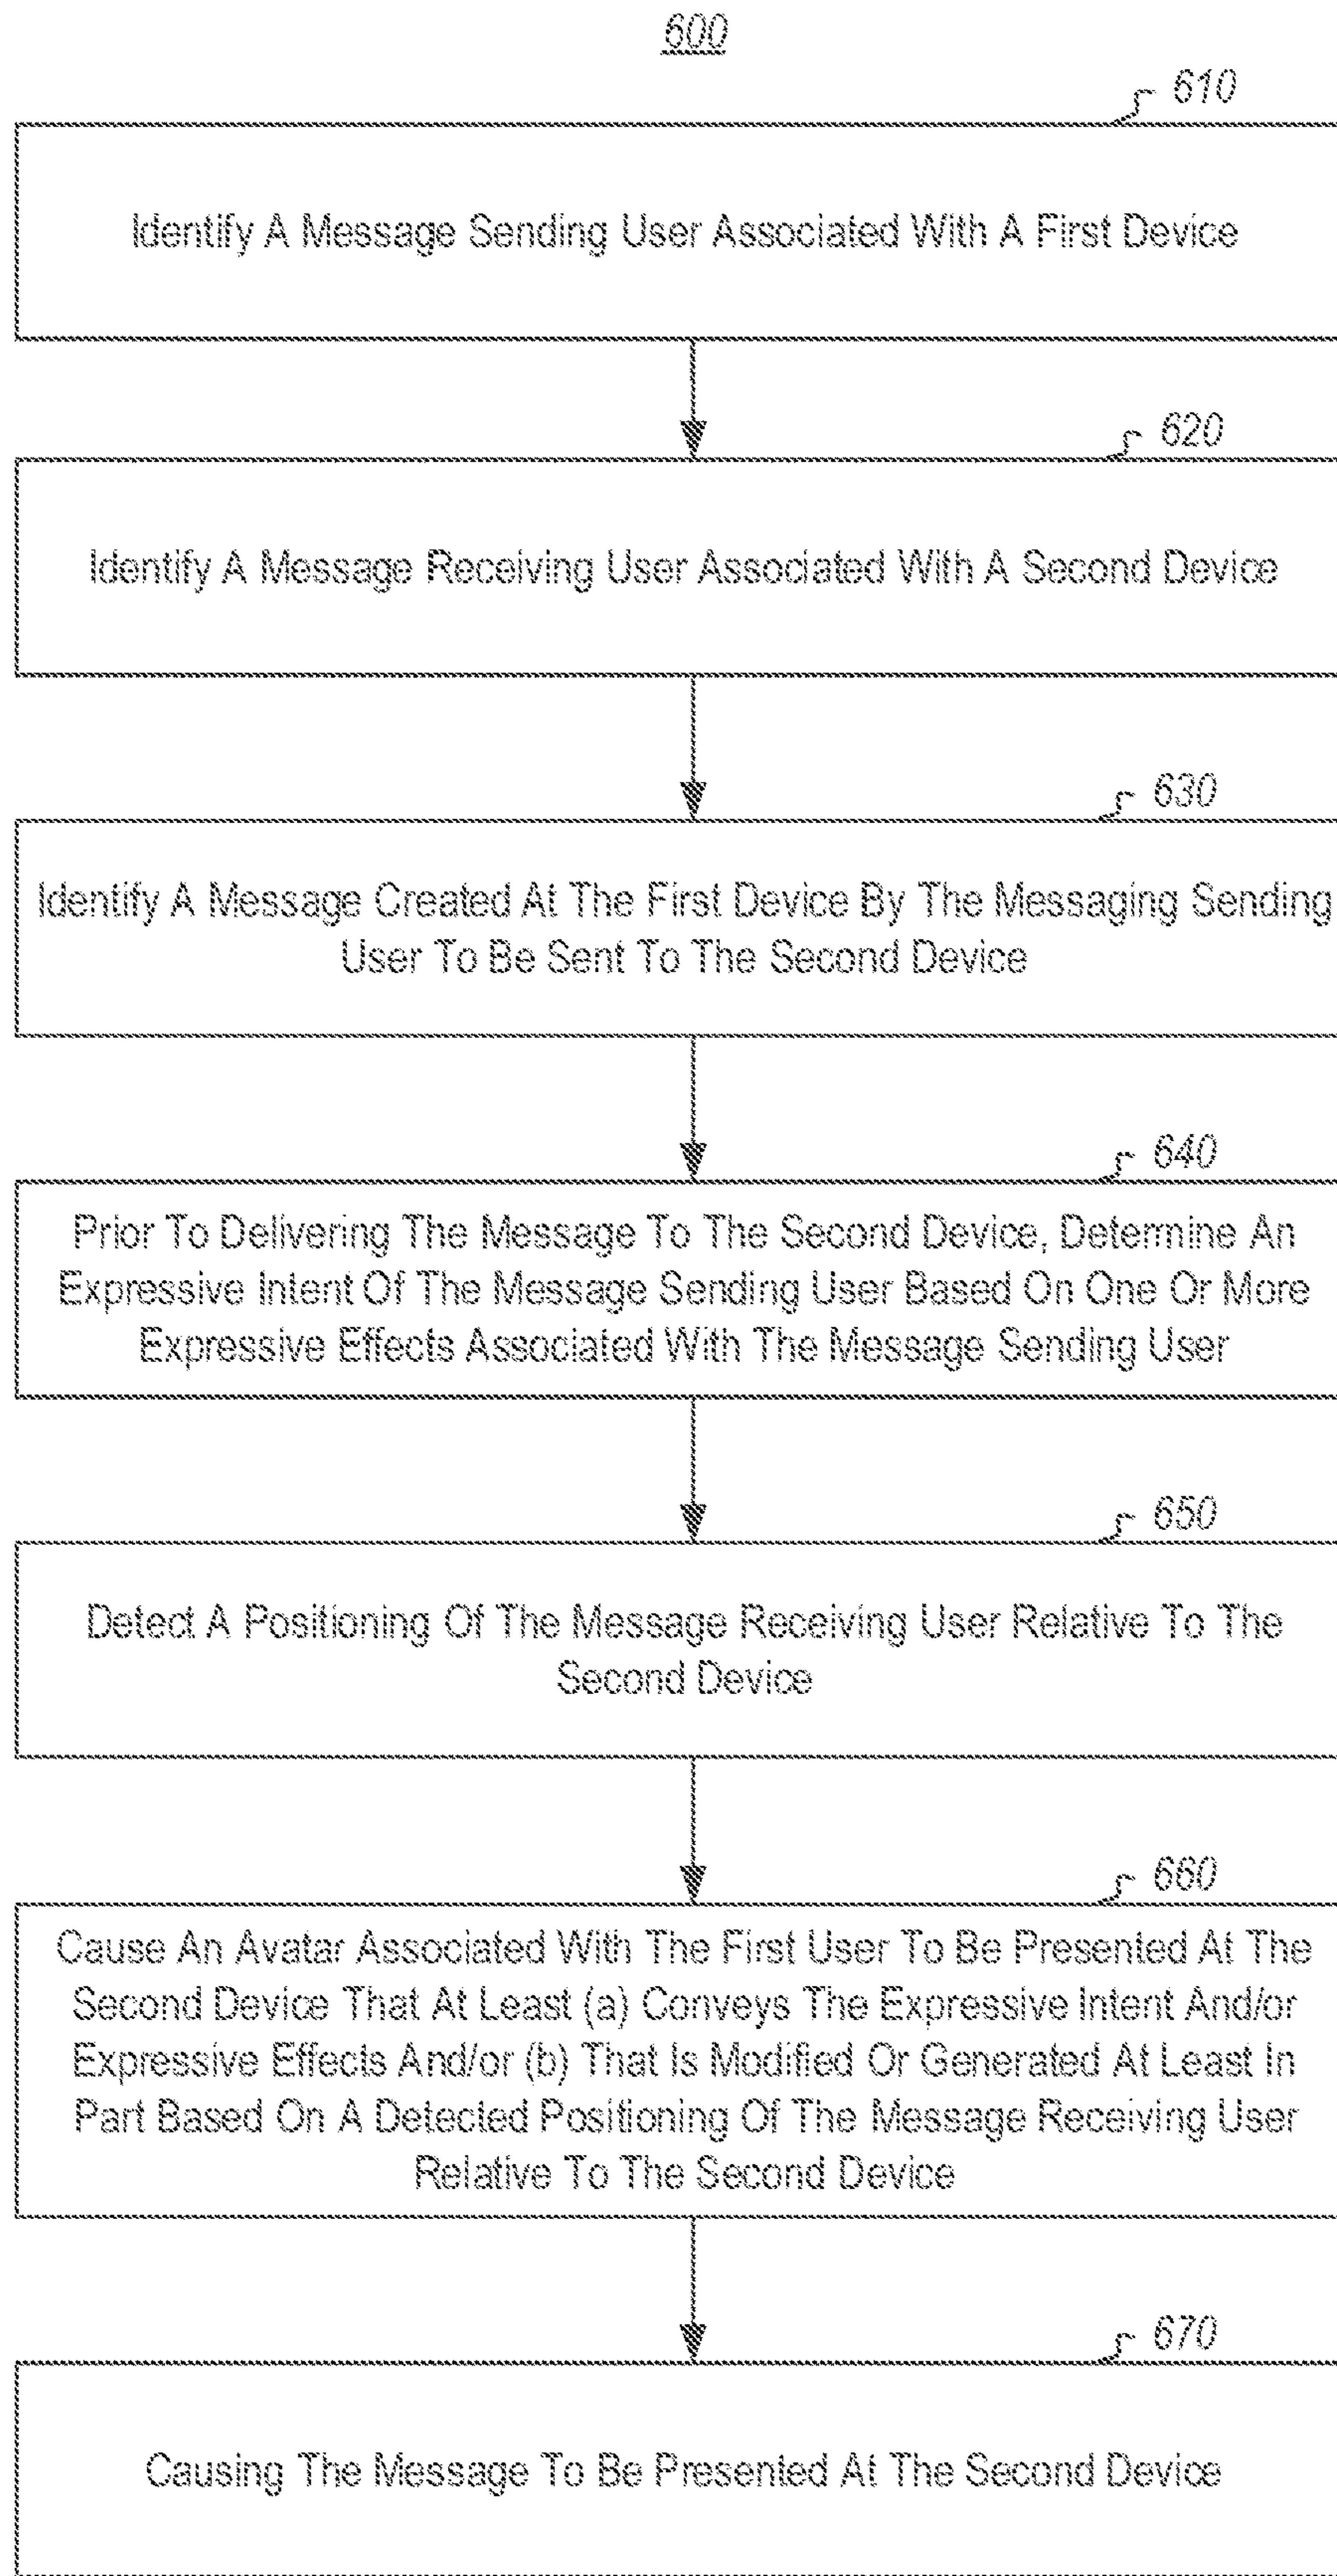 600
610
Identify A Message Sending User Associated With A First Device
620
Identify A Message Receiving User Associated With A Second Device
630
Identify A Message Created At The First Device By The Messaging Sending
User To Be Sent To The Second Device
640
Prior To Delivering The Message To The Second Device, Determine An
Expressive Intent Of The Message Sending User Based On One Or More
Expressive Effects Associated With The Message Sending User
650
Detect A Positioning Of The Message Receiving User Relative To The
Second Device
660
Cause An Avatar Associated With The First User To Be Presented At The
Second Device That At Least (a) Conveys The Expressive Intent And/or
Expressive Effects And/or (b) That Is Modified Or Generated At Least In
Part Based On A Detected Positioning Of The Message Receiving User
Relative To The Second Device
670
Causing The Message To Be Presented At The Second Device